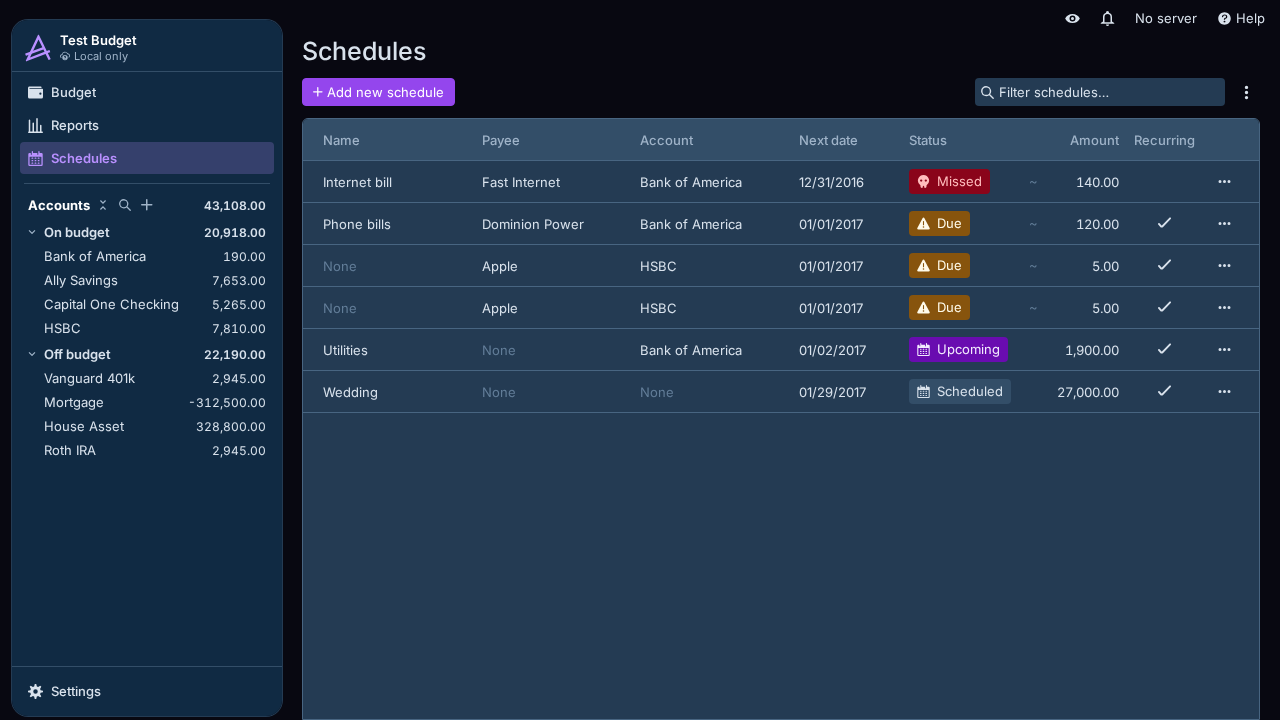 No server
Help
Test Budget
Local only
Budget
Reports
Schedules
Accounts 43,108.00
On budget 20,918.00
Bank of America 190.00
Ally Savings 7,653.00
Capital One Checking 5,265.00
HSBC 7,810.00
Off budget 22,190.00
Vanguard 401k 2,945.00
Mortgage -312,500.00
House Asset 328,800.00
Roth IRA 2,945.00
Settings
Schedules
+ Add new schedule
Filter schedules...
Name Payee Account Next date Status Amount Recurring
Internet bill Fast Internet Bank of America 12/31/2016 Missed ~ 140.00
Phone bills Dominion Power Bank of America 01/01/2017 Due ~ 120.00
None Apple HSBC 01/01/2017 Due ~ 5.00
None Apple HSBC 01/01/2017 Due ~ 5.00
Utilities None Bank of America 01/02/2017 Upcoming 1,900.00
Wedding None None 01/29/2017 Scheduled 27,000.00